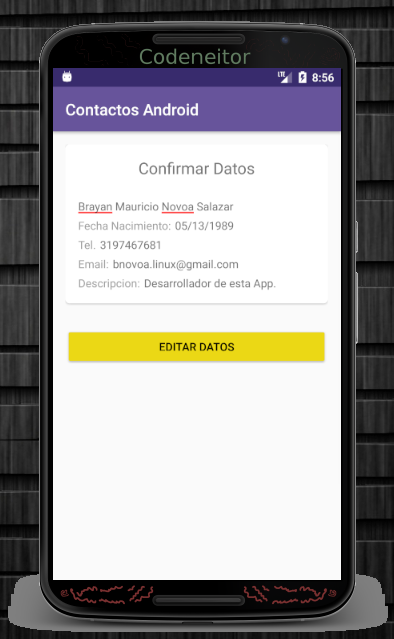 Codeneitor
LTE 8:56
Contactos Android
Confirmar Datos
Brayan Mauricio Novoa Salazar
Fecha Nacimiento: 05/13/1989
Tel. 3197467681
Email: bnovoa.linux@gmail.com
Descripcion: Desarrollador de esta App.
EDITAR DATOS